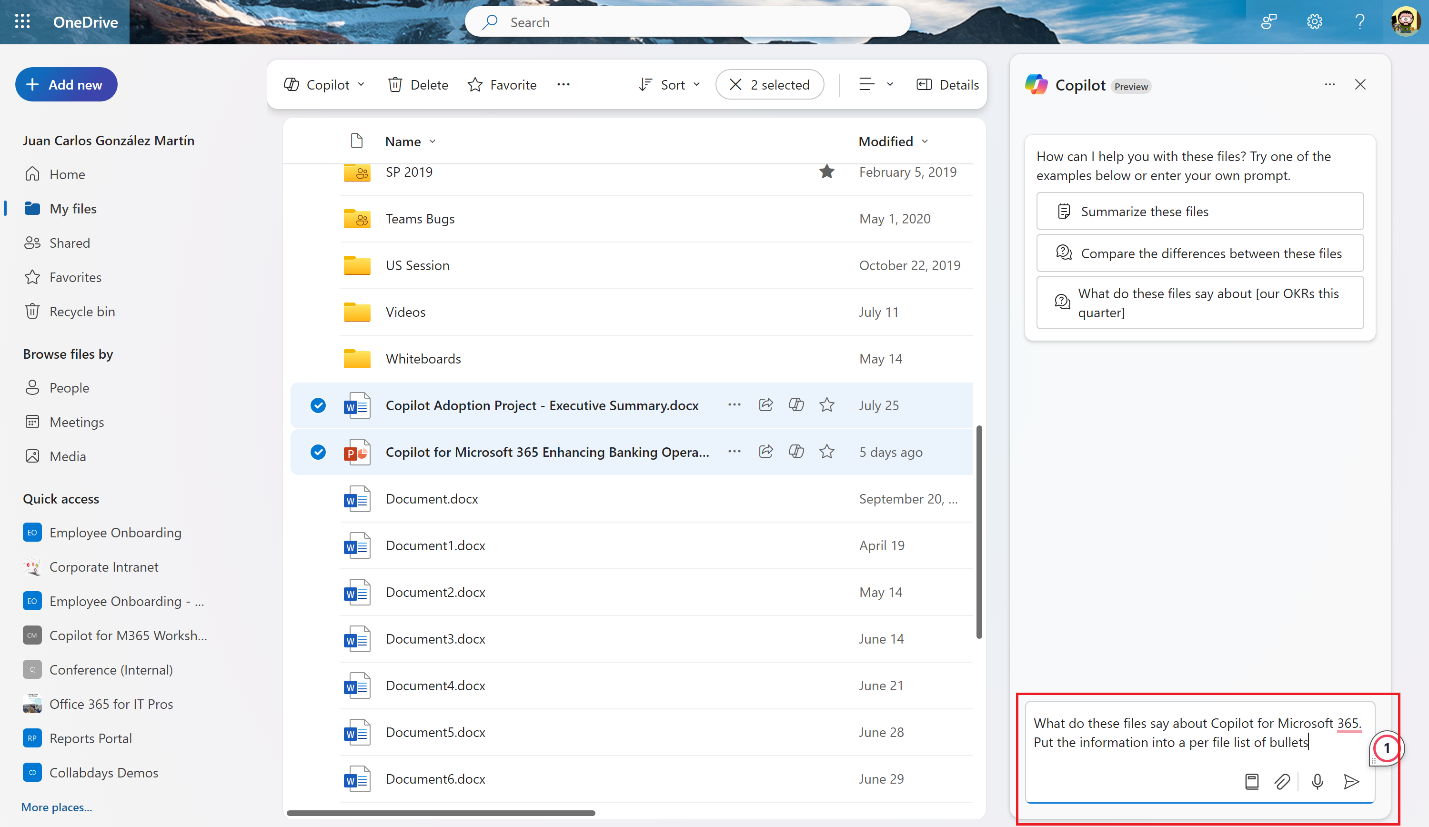 OneDrive
Search
Add new
Juan Carlos González Martín
Home
My files
Shared
Favorites
Recycle bin
Browse files by
People
Meetings
Media
Quick access
EO Employee Onboarding
Corporate Intranet
EO Employee Onboarding - ...
CM Copilot for M365 Worksh...
Conference (Internal)
Office 365 for IT Pros
RP Reports Portal
CD Collabdays Demos
More places...
Copilot Delete Favorite Sort 2 selected Details
Name Modified
SP 2019 February 5, 2019
Teams Bugs May 1, 2020
US Session October 22, 2019
Videos July 11
Whiteboards May 14
Copilot Adoption Project - Executive Summary.docx July 25
Copilot for Microsoft 365 Enhancing Banking Opera... 5 days ago
Document.docx September 20, ...
Document1.docx April 19
Document2.docx May 14
Document3.docx June 14
Document4.docx June 21
Document5.docx June 28
Document6.docx June 29
Copilot Preview
How can I help you with these files? Try one of the
examples below or enter your own prompt.
Summarize these files
Compare the differences between these files
What do these files say about [our OKRs this
quarter]
What do these files say about Copilot for Microsoft 365.
Put the information into a per file list of bullets
1